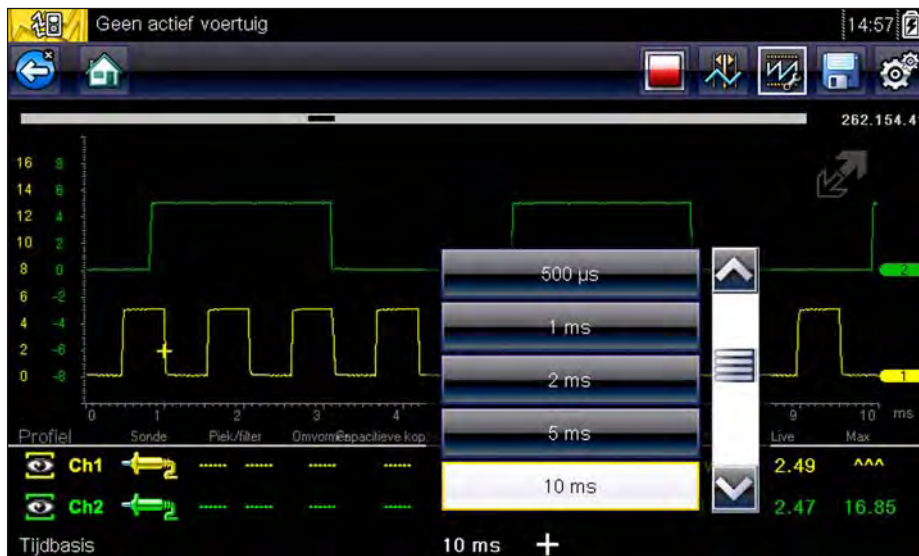 Geen actief voertuig 14:57
262.154.4
16 8
14 6
12 4
10 2
8 0
6 -2
4 -4
2 -6
0 -8
2
1
0 1 2 3 4 9 10 ms
500 µs
1 ms
2 ms
5 ms
10 ms
Profiel Sonde Piek./filter Omvormer Capacitieve kop. Live Max
Ch1 ------ ------ ------ ------ 2.49 ^^^
Ch2 ------ ------ ------ ------ 2.47 16.85
Tijdbasis 10 ms +